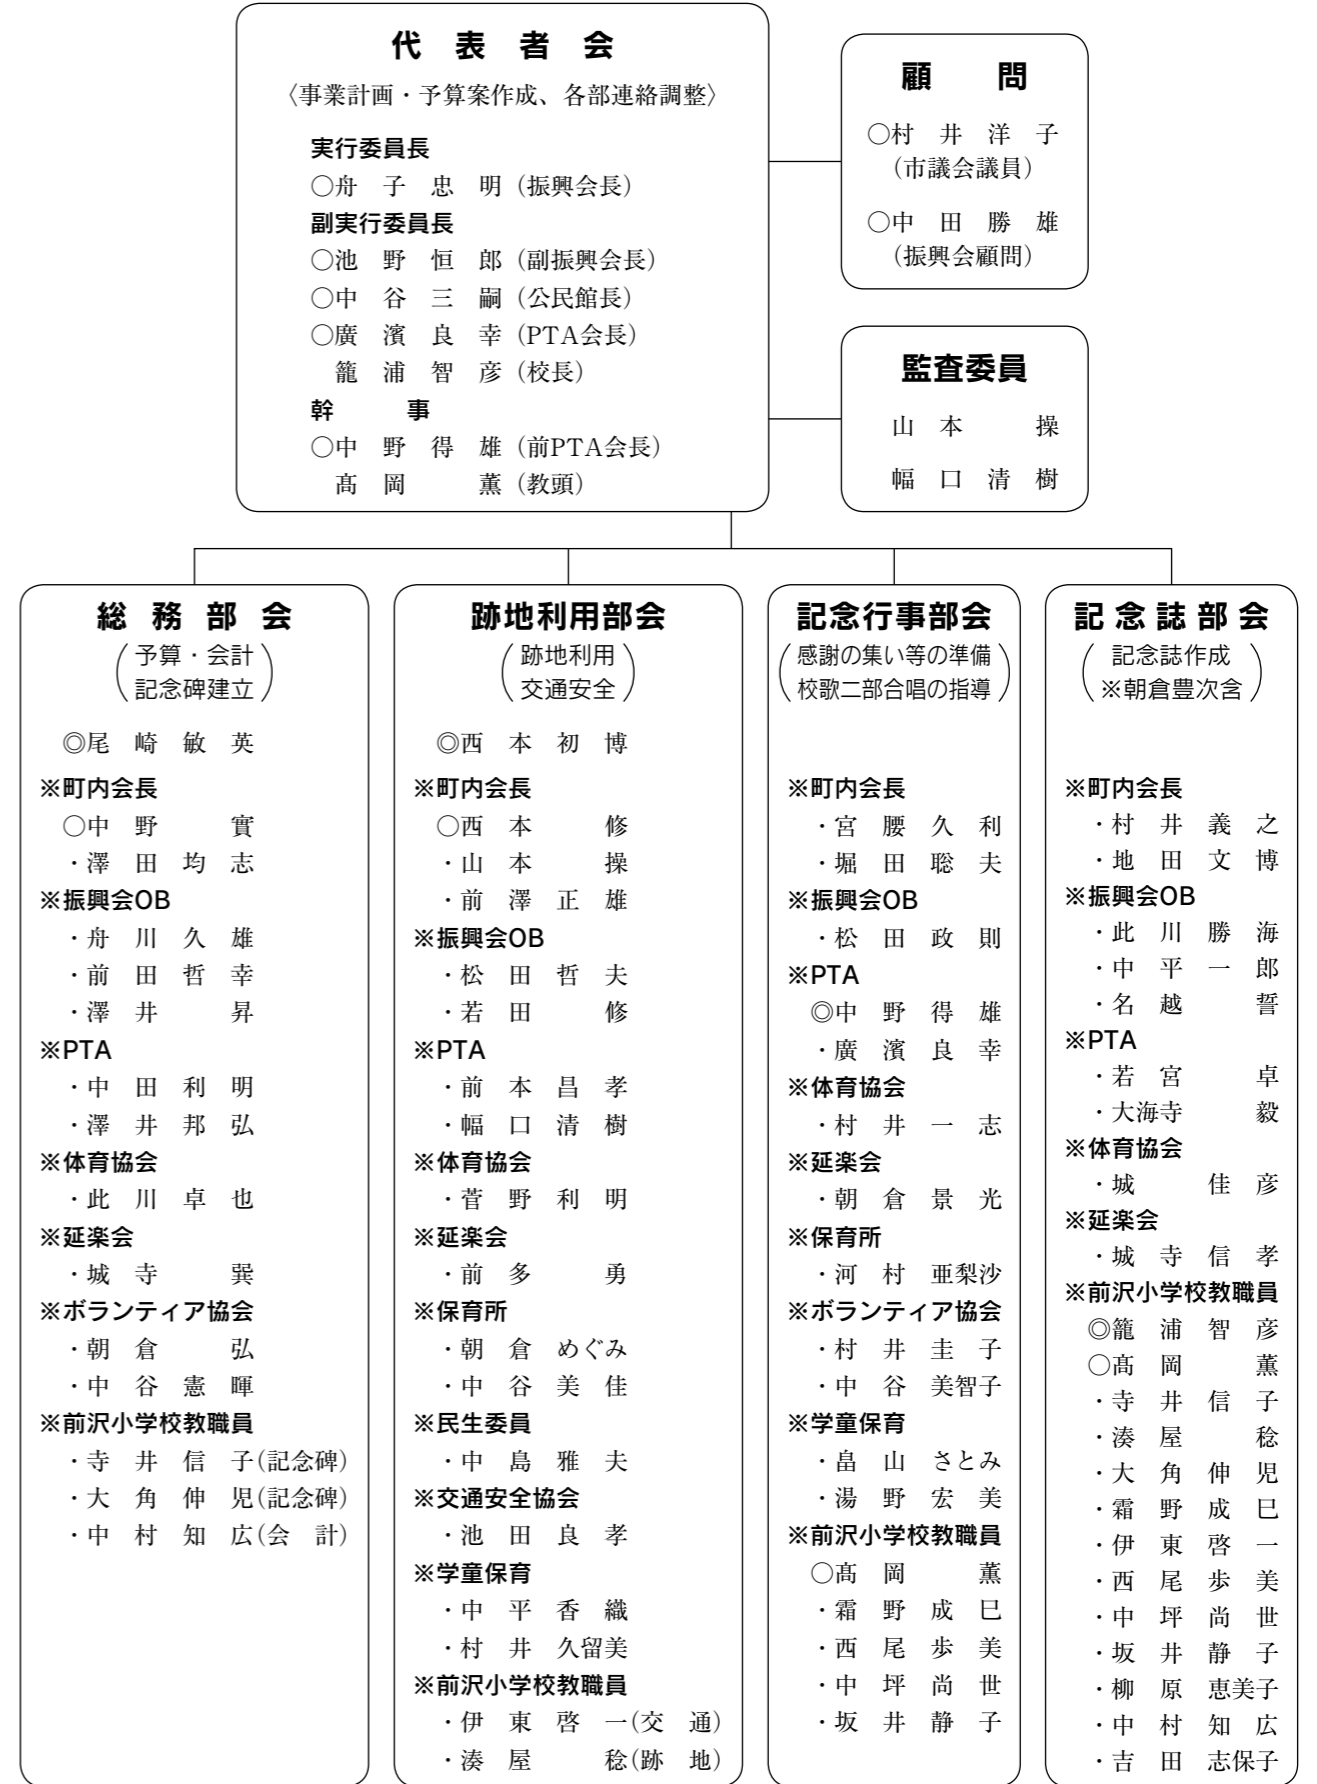 代表者会
〈事業計画・予算案作成、各部連絡調整〉
実行委員長
○舟子忠明(振興会長)
副実行委員長
○池野恒郎(副振興会長)
○中谷三嗣(公民館長)
○廣濱良幸(PTA会長)
籠浦智彦(校長)
幹事
○中野得雄(前PTA会長)
髙岡薫(教頭)
顧問
○村井洋子
(市議会議員)
○中田勝雄
(振興会顧問)
監査委員
山本操
幅口清樹
総務部会
(予算・会計
記念碑建立)
◎尾崎敏英
※町内会長
○中野實
・澤田均志
※振興会OB
・舟川久雄
・前田哲幸
・澤井昇
※PTA
・中田利明
・澤井邦弘
※体育協会
・此川卓也
※延楽会
・城寺巽
※ボランティア協会
・朝倉弘
・中谷憲暉
※前沢小学校教職員
・寺井信子(記念碑)
・大角伸児(記念碑)
・中村知広(会計)
跡地利用部会
(跡地利用
交通安全)
◎西本初博
※町内会長
○西本修
・山本操
・前澤正雄
※振興会OB
・松田哲夫
・若田修
※PTA
・前本昌孝
・幅口清樹
※体育協会
・菅野利明
※延楽会
・前多勇
※保育所
・朝倉めぐみ
・中谷美佳
※民生委員
・中島雅夫
※交通安全協会
・池田良孝
※学童保育
・中平香織
・村井久留美
※前沢小学校教職員
・伊東啓一(交通)
・湊屋稔(跡地)
記念行事部会
(感謝の集い等の準備
校歌二部合唱の指導)
※町内会長
・宮腰久利
・堀田聡夫
※振興会OB
・松田政則
※PTA
◎中野得雄
・廣濱良幸
※体育協会
・村井一志
※延楽会
・朝倉景光
※保育所
・河村亜梨沙
※ボランティア協会
・村井圭子
・中谷美智子
※学童保育
・畠山さとみ
・湯野宏美
※前沢小学校教職員
○髙岡薫
・霜野成巳
・西尾歩美
・中坪尚世
・坂井静子
記念誌部会
(記念誌作成
※朝倉豊次含)
※町内会長
・村井義之
・地田文博
※振興会OB
・此川勝海
・中平一郎
・名越誓
※PTA
・若宮卓
・大海寺毅
※体育協会
・城佳彦
※延楽会
・城寺信孝
※前沢小学校教職員
◎籠浦智彦
○髙岡薫
・寺井信子
・湊屋稔
・大角伸児
・霜野成巳
・伊東啓一
・西尾歩美
・中坪尚世
・坂井静子
・柳原恵美子
・中村知広
・吉田志保子